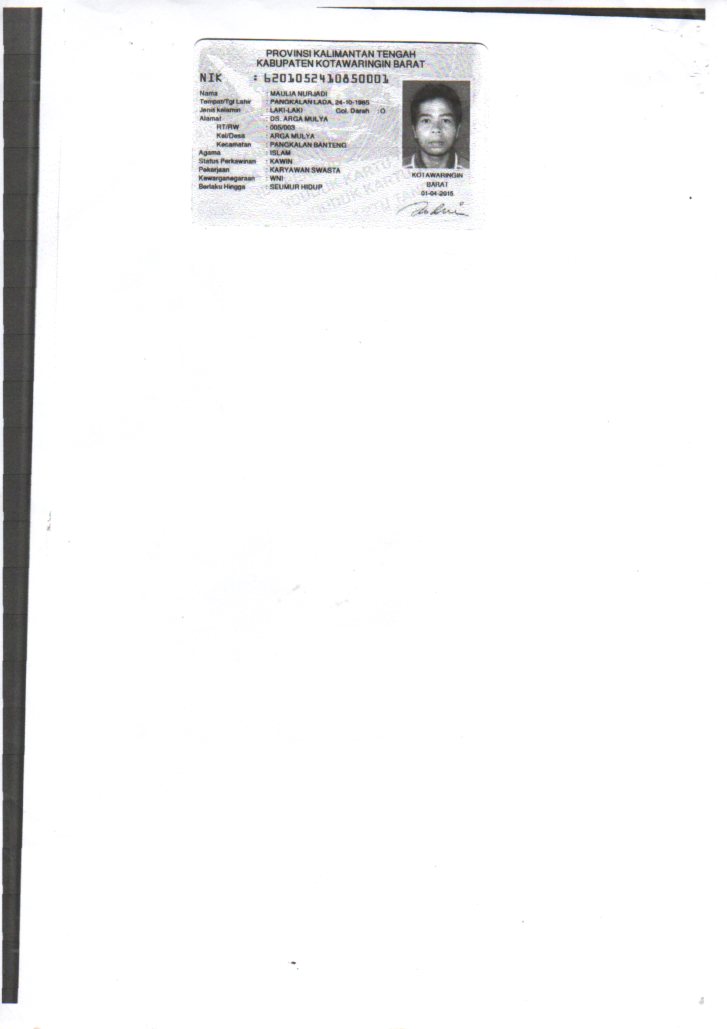 PROVINSI KALIMANTAN TENGAH
KABUPATEN KOTAWARINGIN BARAT
NIK : 6201052410850001
Nama : MAULIA NURJADI
Tempat/Tgl Lahir : PANGKALAN LADA, 24-10-1985
Jenis kelamin : LAKI-LAKI Gol. Darah : O
Alamat : DS. ARGA MULYA
RT/RW : 005/003
Kel/Desa : ARGA MULYA
Kecamatan : PANGKALAN BANTENG
Agama : ISLAM
Status Perkawinan : KAWIN
Pekerjaan : KARYAWAN SWASTA
Kewarganegaraan : WNI
Berlaku Hingga : SEUMUR HIDUP
KOTAWARINGIN
BARAT
01-04-2015